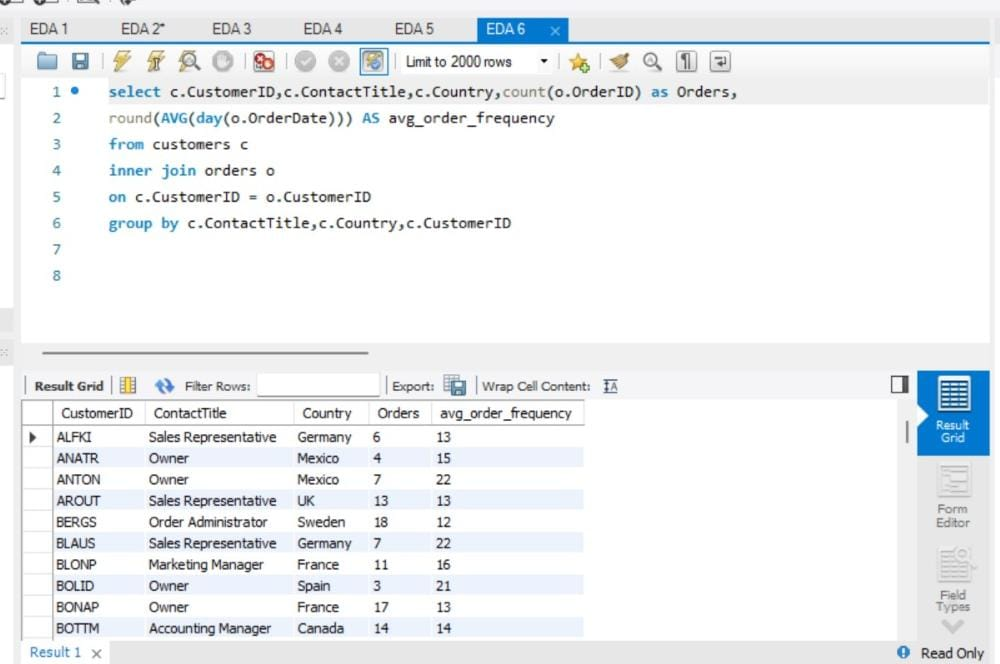 EDA 1 EDA 2* EDA 3 EDA 4 EDA 5 EDA 6
Limit to 2000 rows
1 select c.CustomerID,c.ContactTitle,c.Country,count(o.OrderID) as Orders,
2 round(AVG(day(o.OrderDate))) AS avg_order_frequency
3 from customers c
4 inner join orders o
5 on c.CustomerID = o.CustomerID
6 group by c.ContactTitle,c.Country,c.CustomerID
7
8
Result Grid Filter Rows: Export: Wrap Cell Content:
CustomerID ContactTitle Country Orders avg_order_frequency
ALFKI Sales Representative Germany 6 13
ANATR Owner Mexico 4 15
ANTON Owner Mexico 7 22
AROUT Sales Representative UK 13 13
BERGS Order Administrator Sweden 18 12
BLAUS Sales Representative Germany 7 22
BLONP Marketing Manager France 11 16
BOLID Owner Spain 3 21
BONAP Owner France 17 13
BOTTM Accounting Manager Canada 14 14
Result
Grid
Form
Editor
Field
Types
Result 1
Read Only